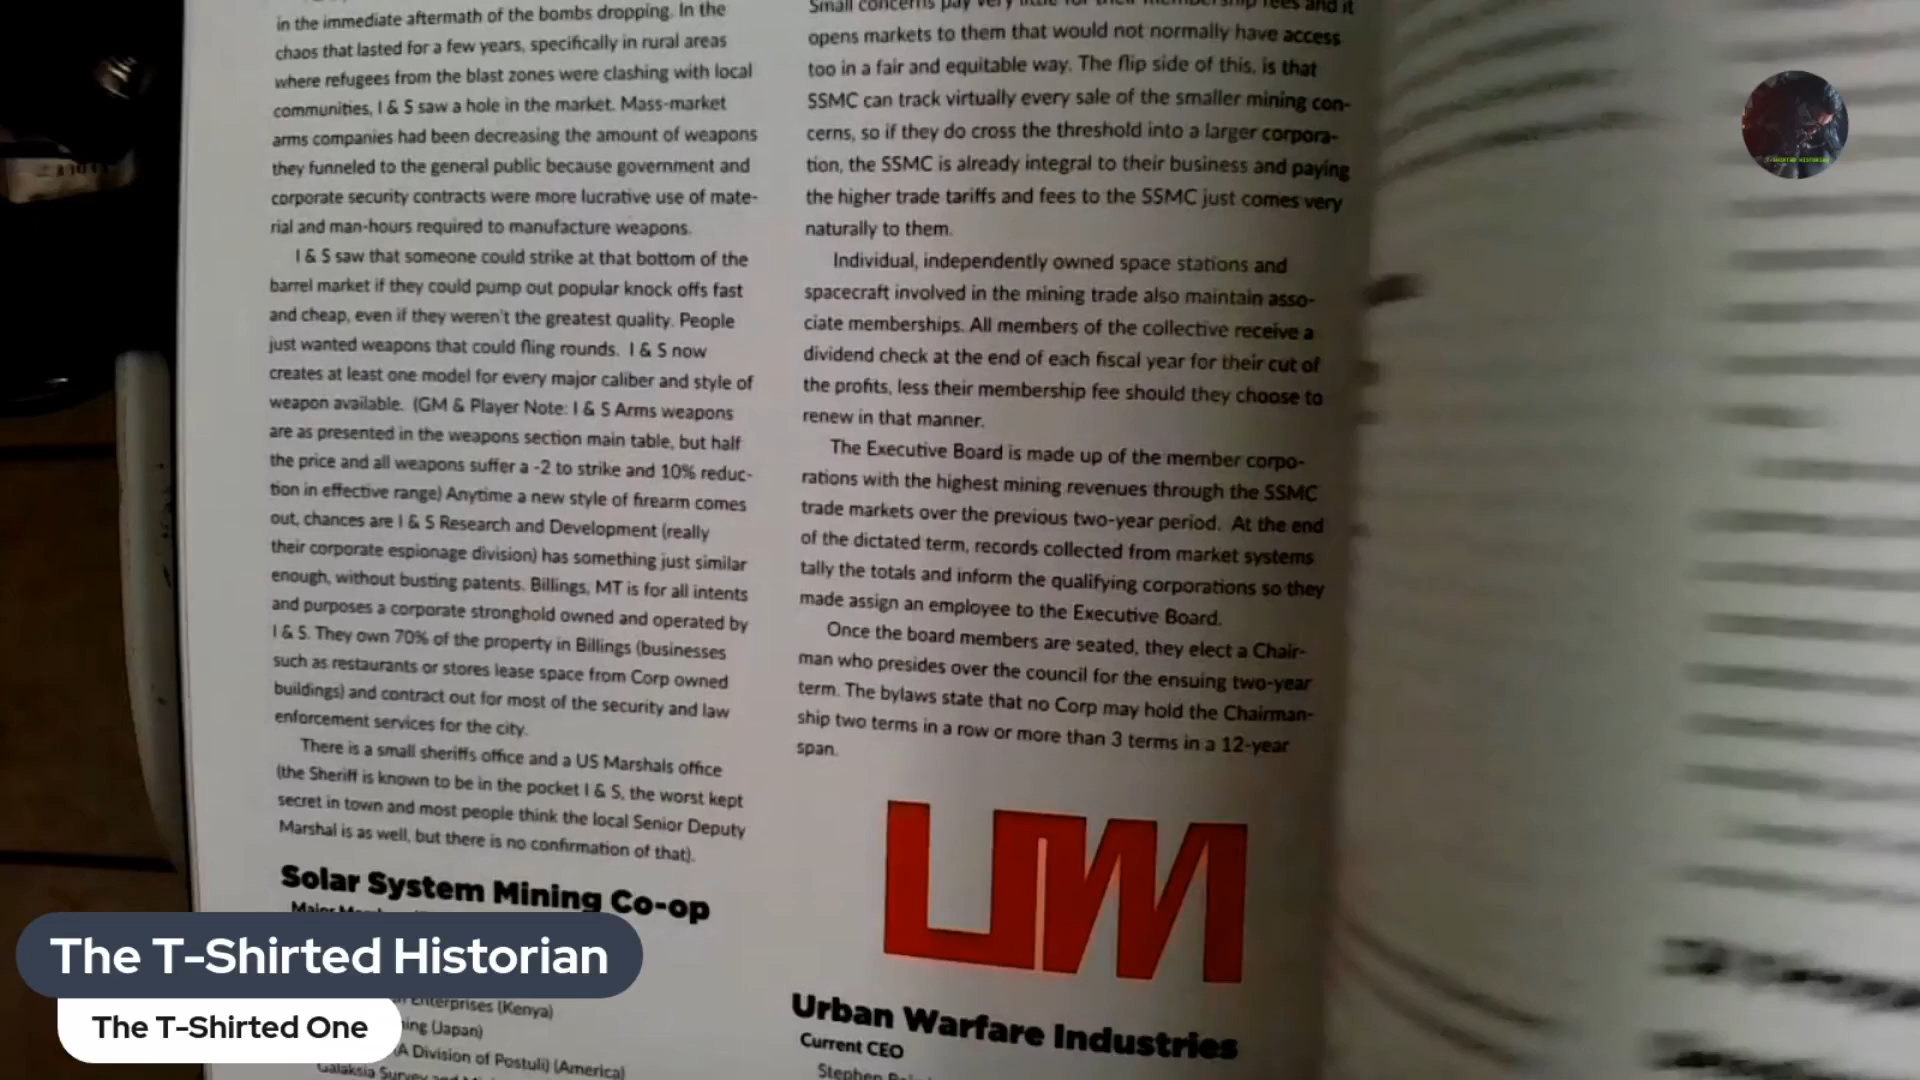 in the immediate aftermath of the bombs dropping. In the
chaos that lasted for a few years, specifically in rural areas
where refugees from the blast zones were clashing with local
communities, I & S saw a hole in the market. Mass-market
arms companies had been decreasing the amount of weapons
they funneled to the general public because government and
corporate security contracts were more lucrative use of mate-
rial and man-hours required to manufacture weapons.
I & S saw that someone could strike at that bottom of the
barrel market if they could pump out popular knock offs fast
and cheap, even if they weren't the greatest quality. People
just wanted weapons that could fling rounds. I & S now
creates at least one model for every major caliber and style of
weapon available. (GM & Player Note: I & S Arms weapons
are as presented in the weapons section main table, but half
the price and all weapons suffer a -2 to strike and 10% reduc-
tion in effective range) Anytime a new style of firearm comes
out, chances are I & S Research and Development (really
their corporate espionage division) has something just similar
enough, without busting patents. Billings, MT is for all intents
and purposes a corporate stronghold owned and operated by
I & S. They own 70% of the property in Billings (businesses
such as restaurants or stores lease space from Corp owned
buildings) and contract out for most of the security and law
enforcement services for the city.
There is a small sheriffs office and a US Marshals office
(the Sheriff is known to be in the pocket I & S, the worst kept
secret in town and most people think the local Senior Deputy
Marshal is as well, but there is no confirmation of that).
Solar System Mining Co-op
Major
Enterprises (Kenya)
(Japan)
(A Division of Postuli) (America)
Galaksia Survey and
Small concerns pay very little for their membership fees and it
opens markets to them that would not normally have access
too in a fair and equitable way. The flip side of this, is that
SSMC can track virtually every sale of the smaller mining con-
cerns, so if they do cross the threshold into a larger corpora-
tion, the SSMC is already integral to their business and paying
the higher trade tariffs and fees to the SSMC just comes very
naturally to them.
Individual, independently owned space stations and
spacecraft involved in the mining trade also maintain asso-
ciate memberships. All members of the collective receive a
dividend check at the end of each fiscal year for their cut of
the profits, less their membership fee should they choose to
renew in that manner.
The Executive Board is made up of the member corpo-
rations with the highest mining revenues through the SSMC
trade markets over the previous two-year period. At the end
of the dictated term, records collected from market systems
tally the totals and inform the qualifying corporations so they
made assign an employee to the Executive Board.
Once the board members are seated, they elect a Chair-
man who presides over the council for the ensuing two-year
term. The bylaws state that no Corp may hold the Chairman-
ship two terms in a row or more than 3 terms in a 12-year
span.
Urban Warfare Industries
Current CEO
Stephen
The T-Shirted Historian
The T-Shirted One